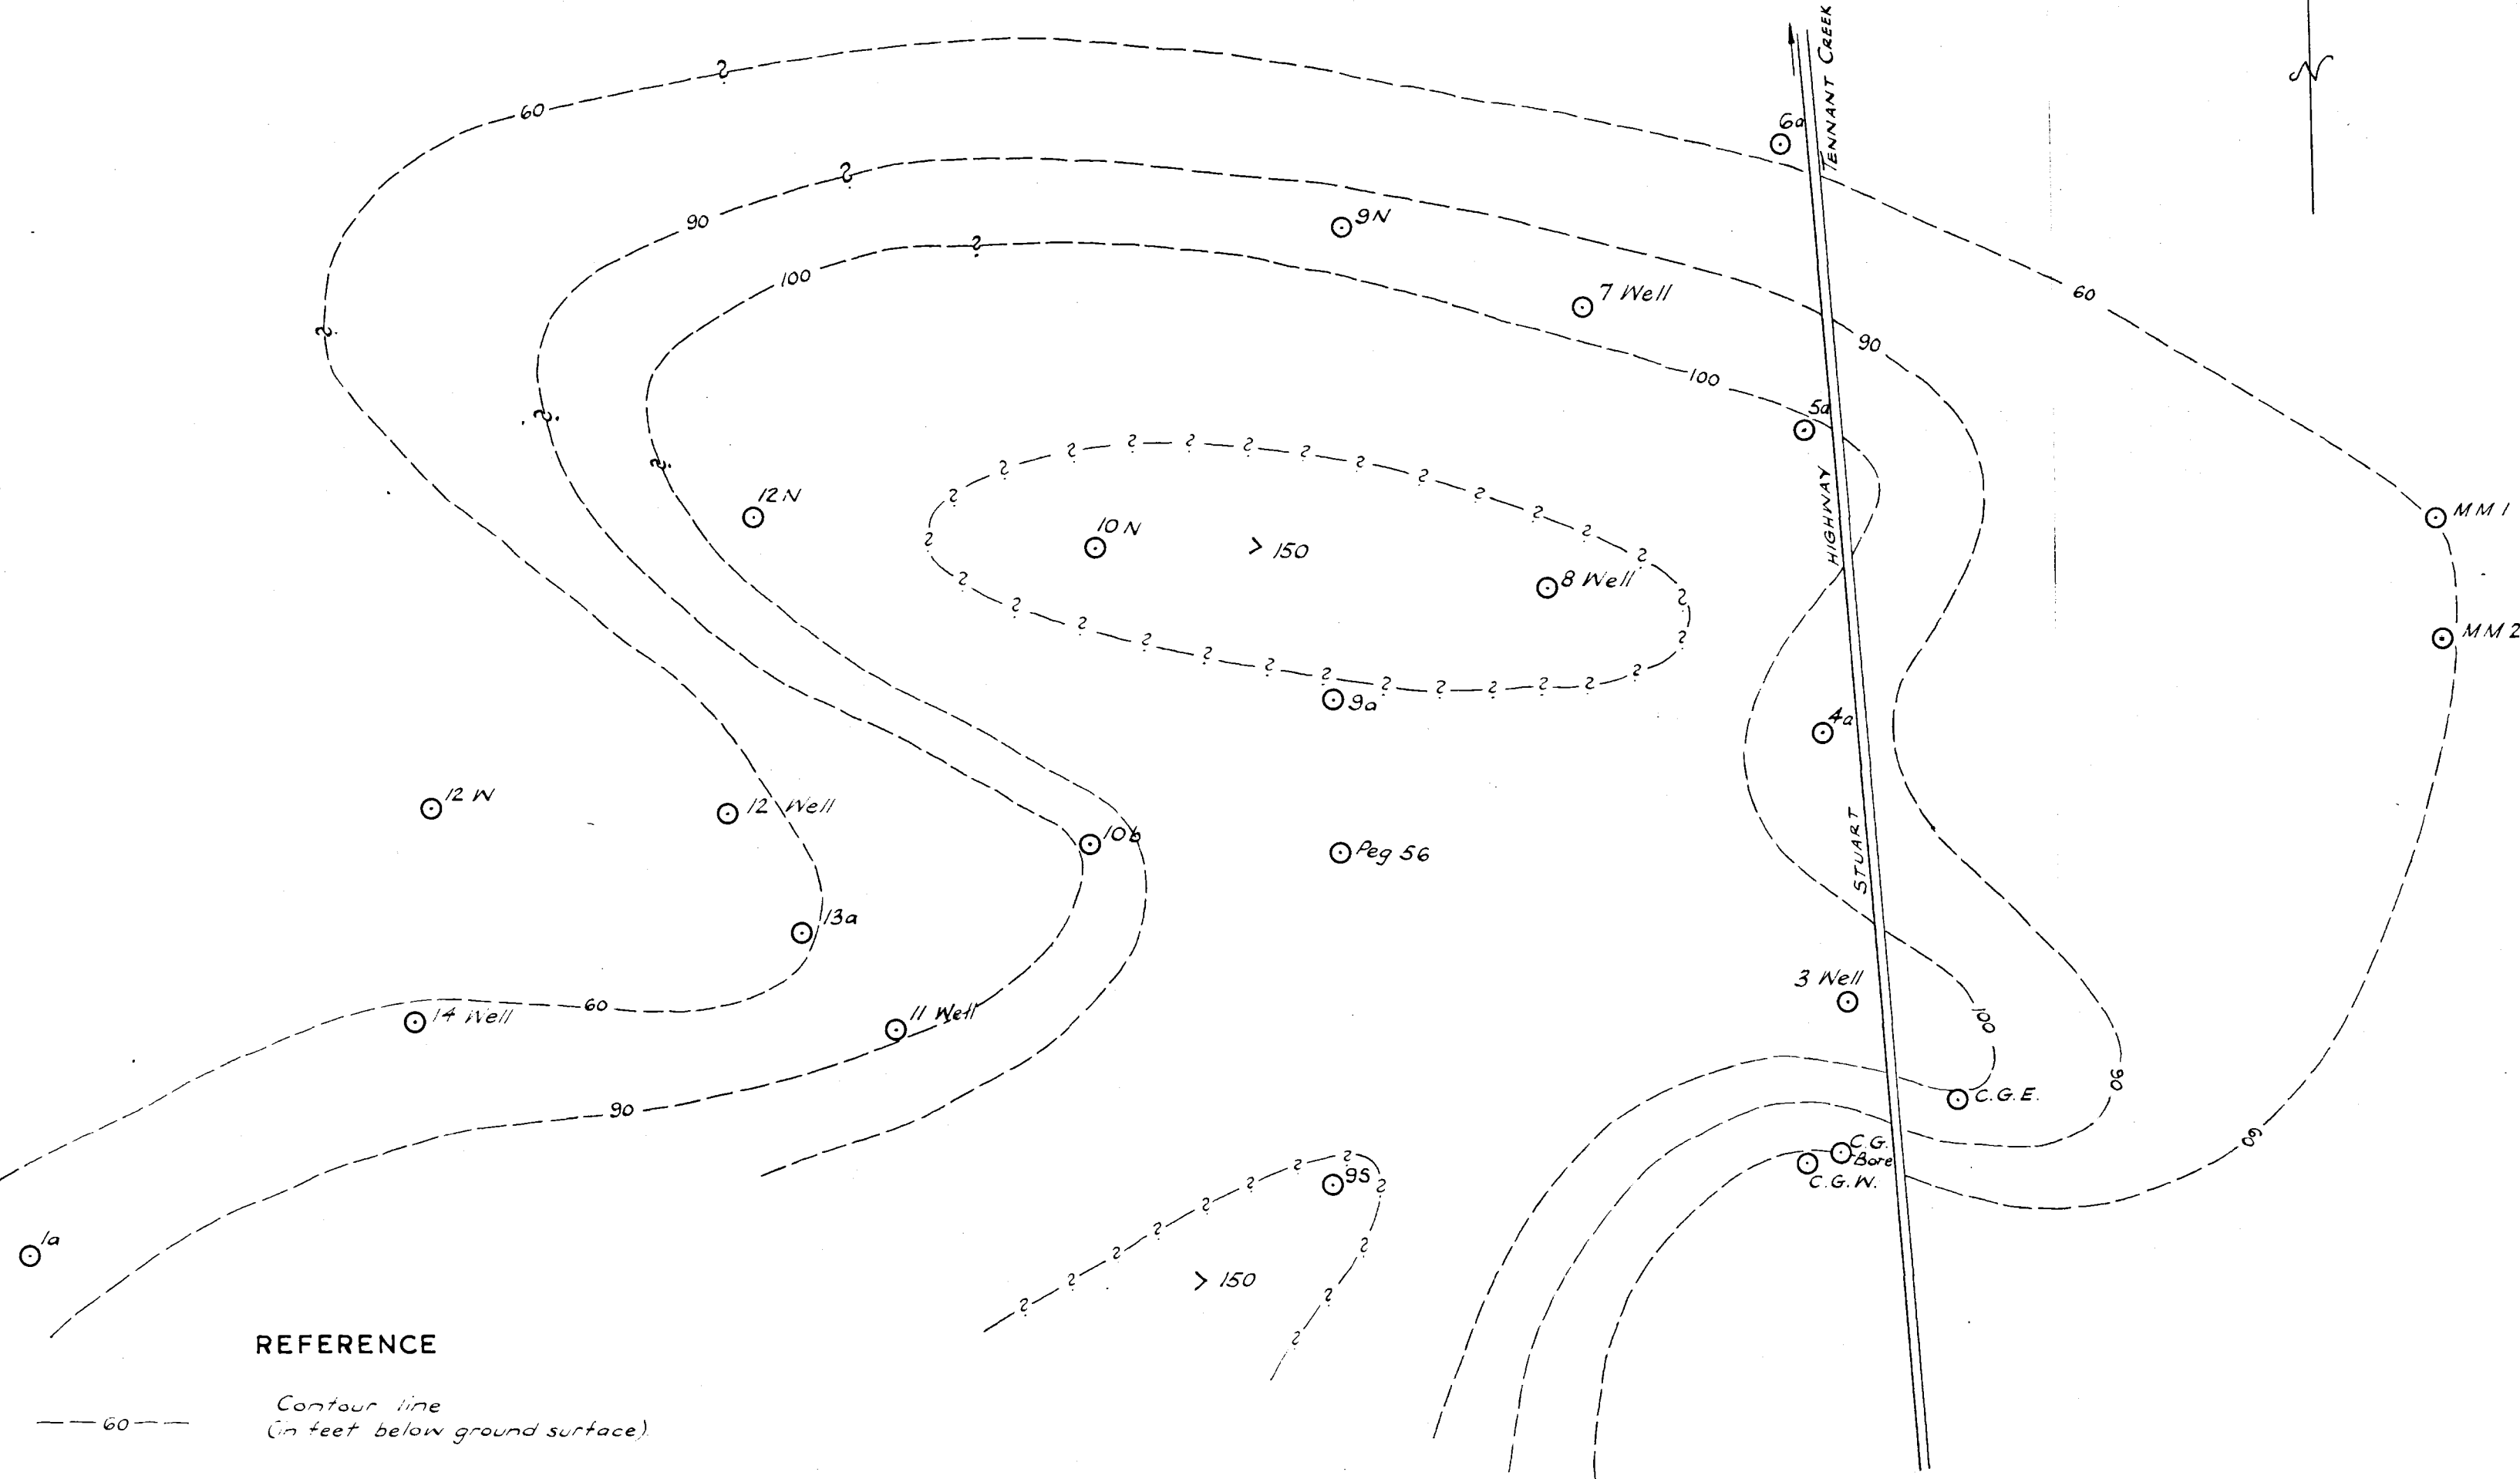 TENNANT CREEK
N
?
60
6a
?
90
9N
?
100
7 Well
60
?
90
100
?
5a
?
12N
10 N
> 150
HIGHWAY
MM 1
8 Well
MM 2
9a
4a
12 W
12 Well
10b
Peg 56
STUART
13a
3 Well
60
14 Well
11 Well
100
90
C.G.E.
90
60
C.G.
Bore
C.G.W.
9S
1a
> 150
REFERENCE
Contour line
60
(in feet below ground surface)